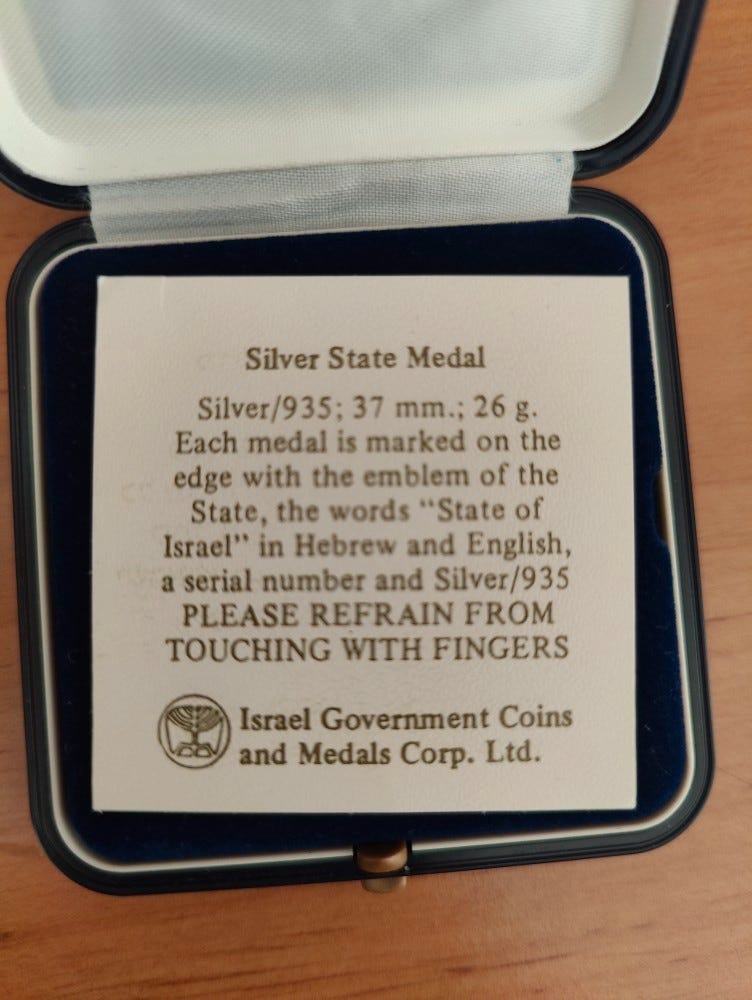 Silver State Medal
Silver/935; 37 mm.; 26 g.
Each medal is marked on the
edge with the emblem of the
State, the words “State of
Israel” in Hebrew and English,
a serial number and Silver/935
PLEASE REFRAIN FROM
TOUCHING WITH FINGERS
Israel Government Coins
and Medals Corp. Ltd.